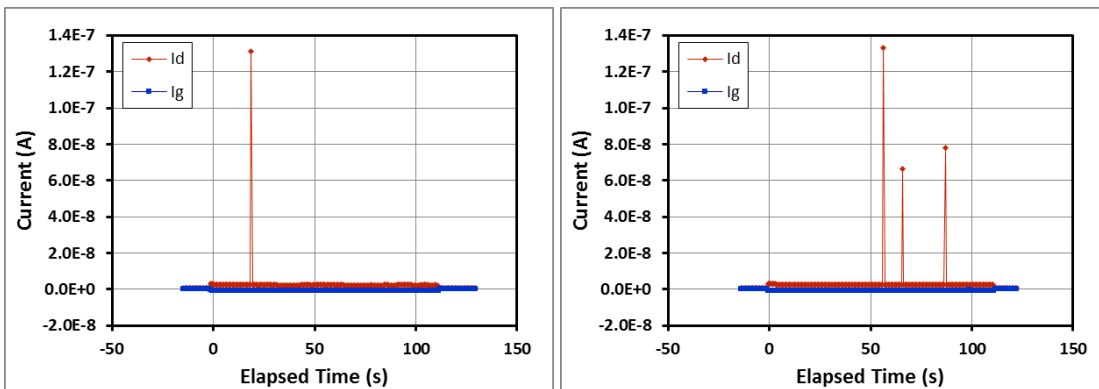 1.4E-7
1.2E-7
1.0E-7
8.0E-8
6.0E-8
4.0E-8
2.0E-8
0.0E+0
-2.0E-8
Current (A)
Id
Ig
-50
0
50
100
150
Elapsed Time (s)
1.4E-7
1.2E-7
1.0E-7
8.0E-8
6.0E-8
4.0E-8
2.0E-8
0.0E+0
-2.0E-8
Current (A)
Id
Ig
-50
0
50
100
150
Elapsed Time (s)